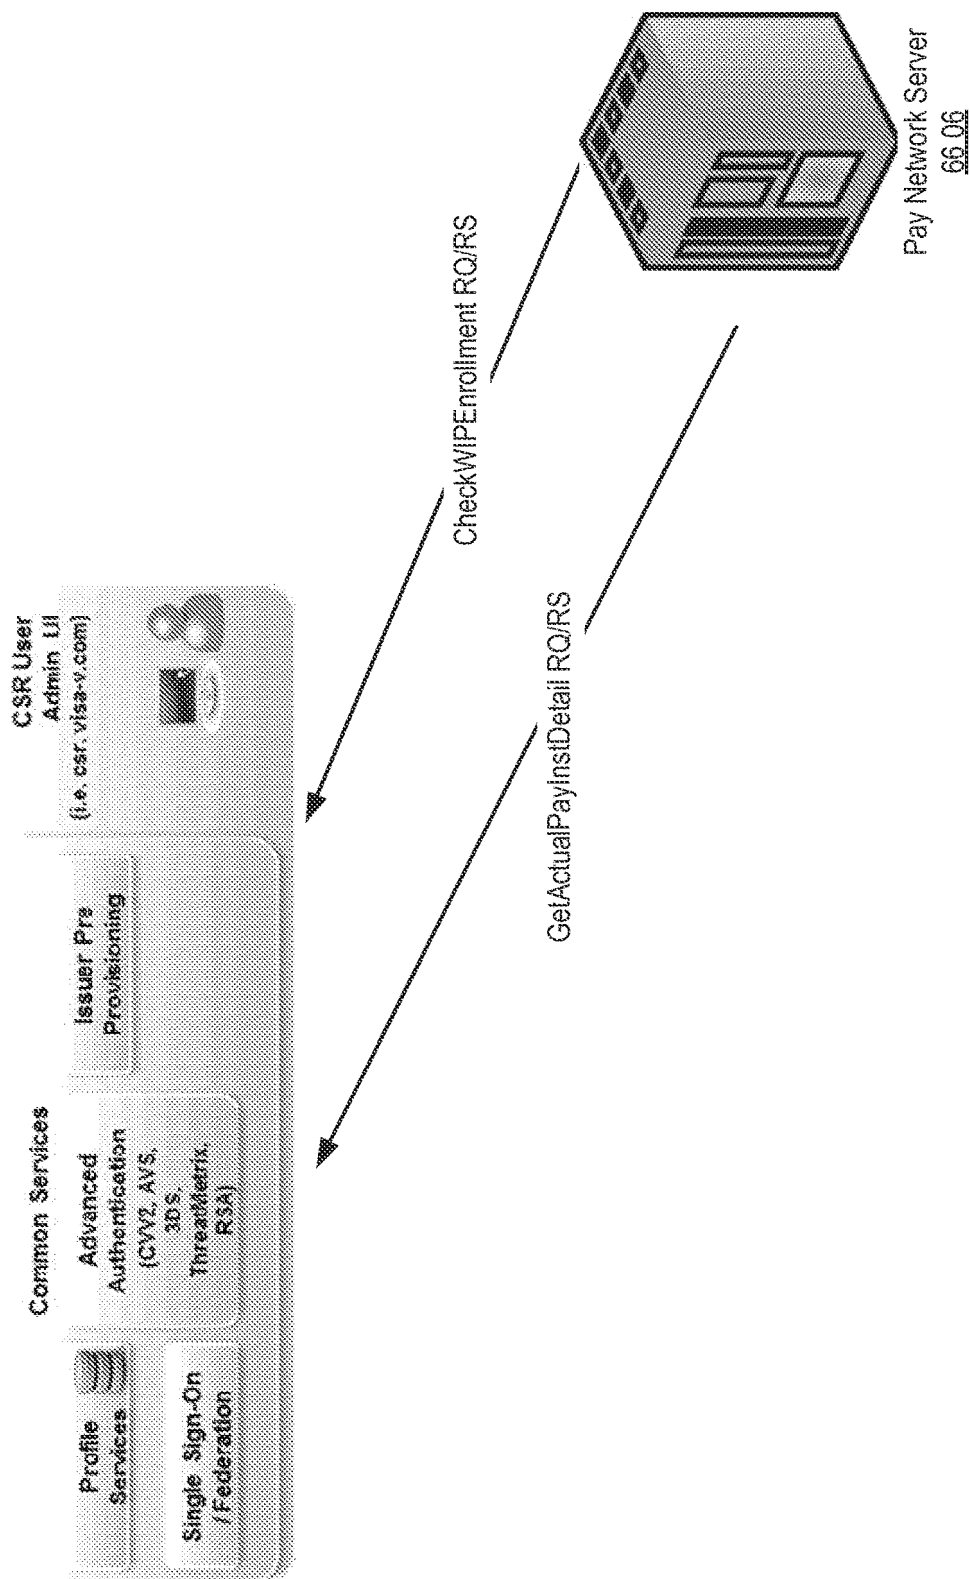 Common Services
Profile
Services
Single Sign-On
/ Federation
Advanced
Authentication
(CVV2, AVS,
3DS,
ThreatMetrix,
RSA)
Issuer Pre
Provisioning
CSR User
Admin UI
(i.e. csr.visa-v.com)
CheckWIPEnrollment RQ/RS
GetActualPayInstDetail RQ/RS
Pay Network Server
66 06